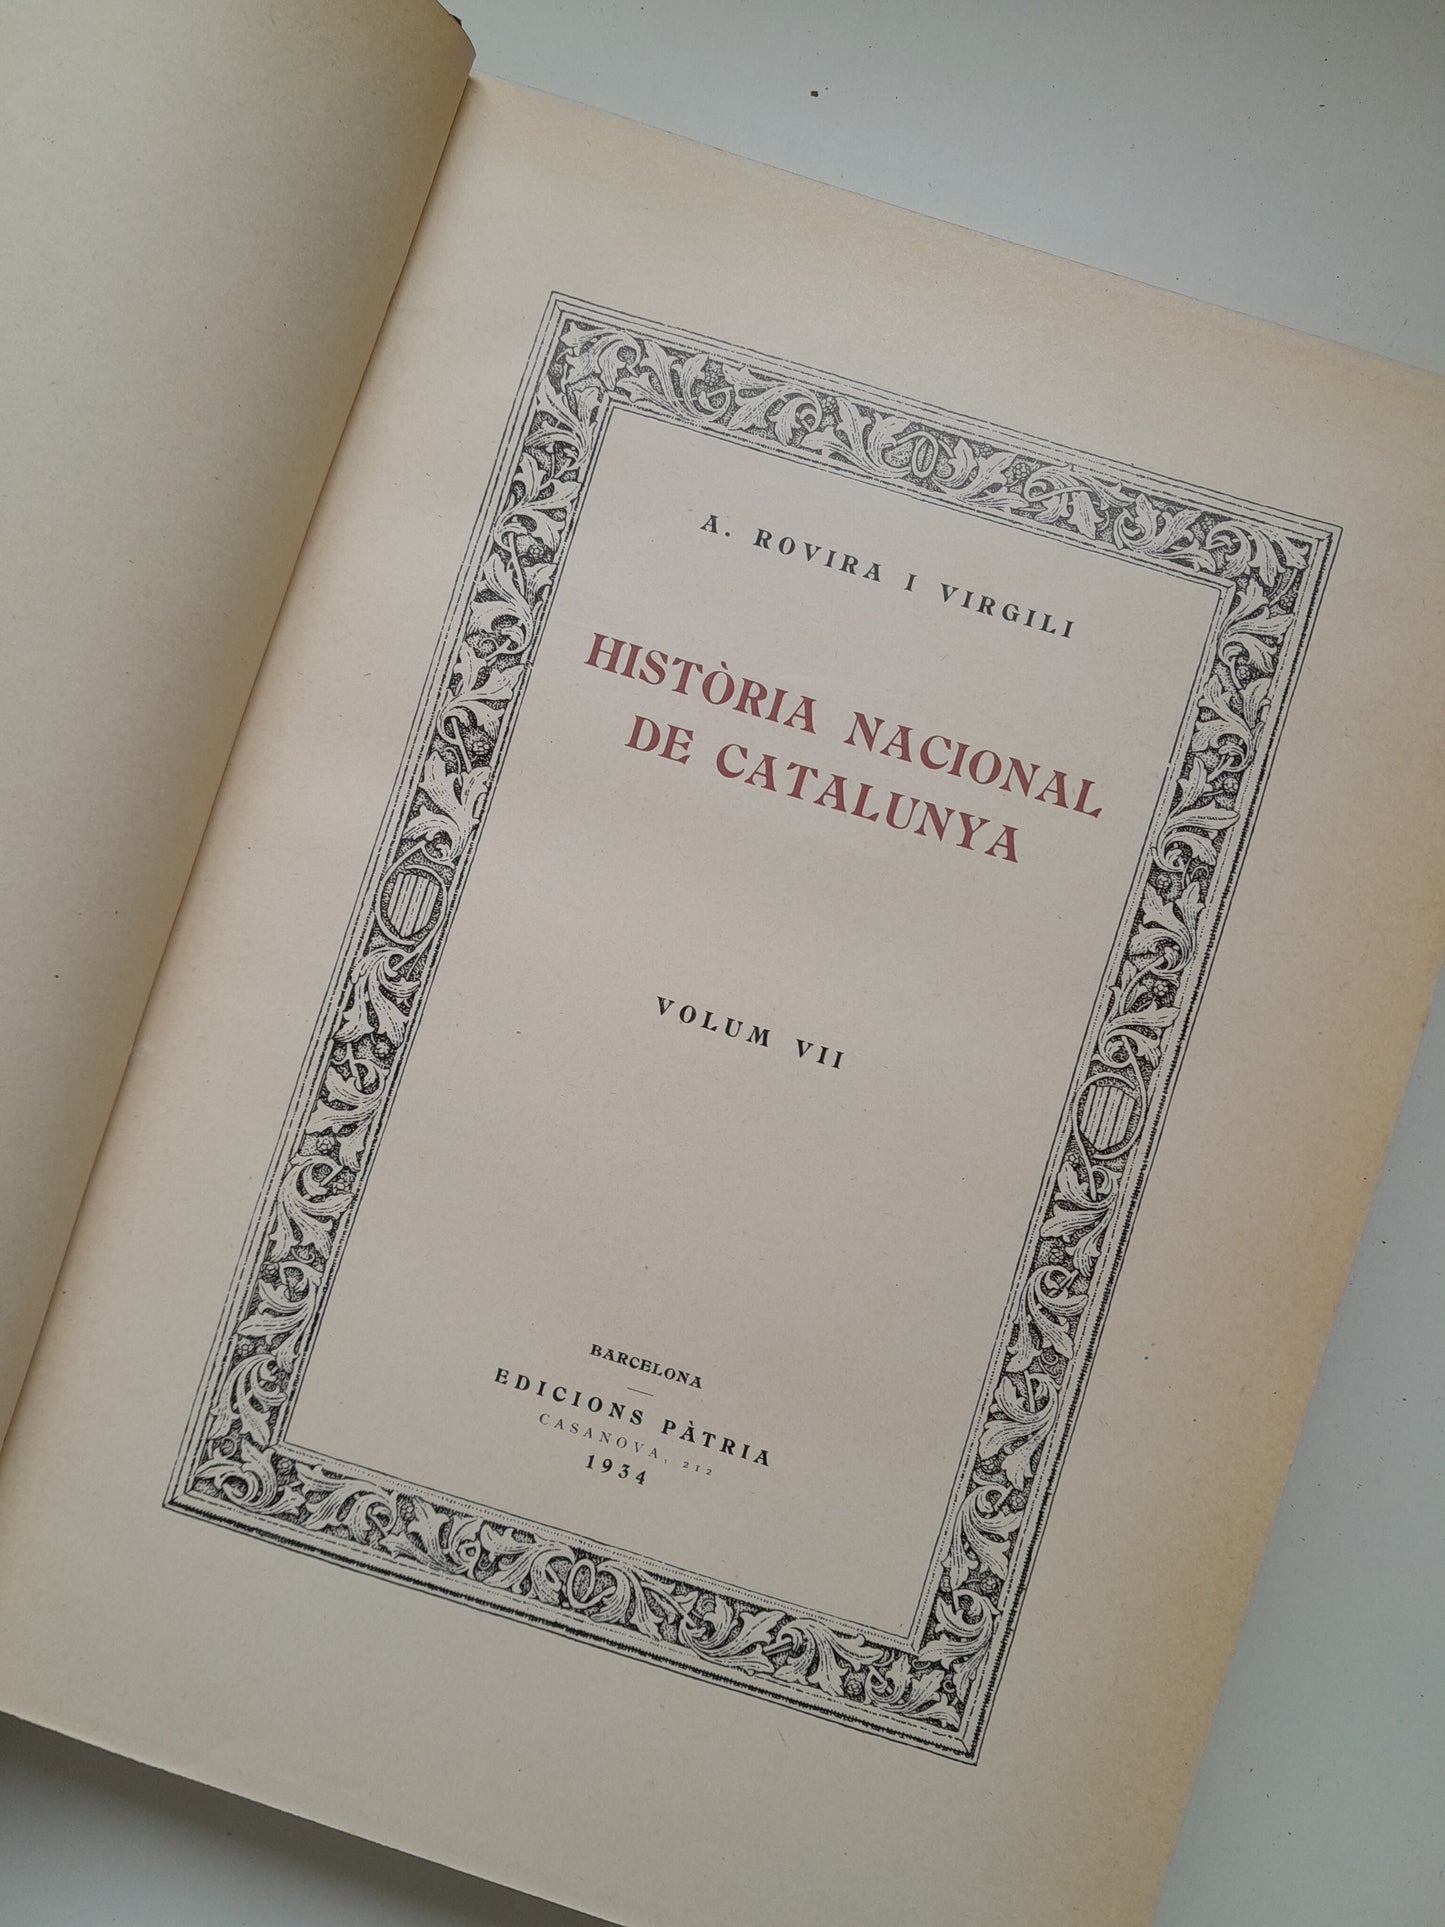 A. ROVIRA I VIRGILI
HISTÒRIA NACIONAL
DE CATALUNYA
VOLUM VII
BARCELONA
EDICIONS PÀTRIA
CASANOVA, 212
1934